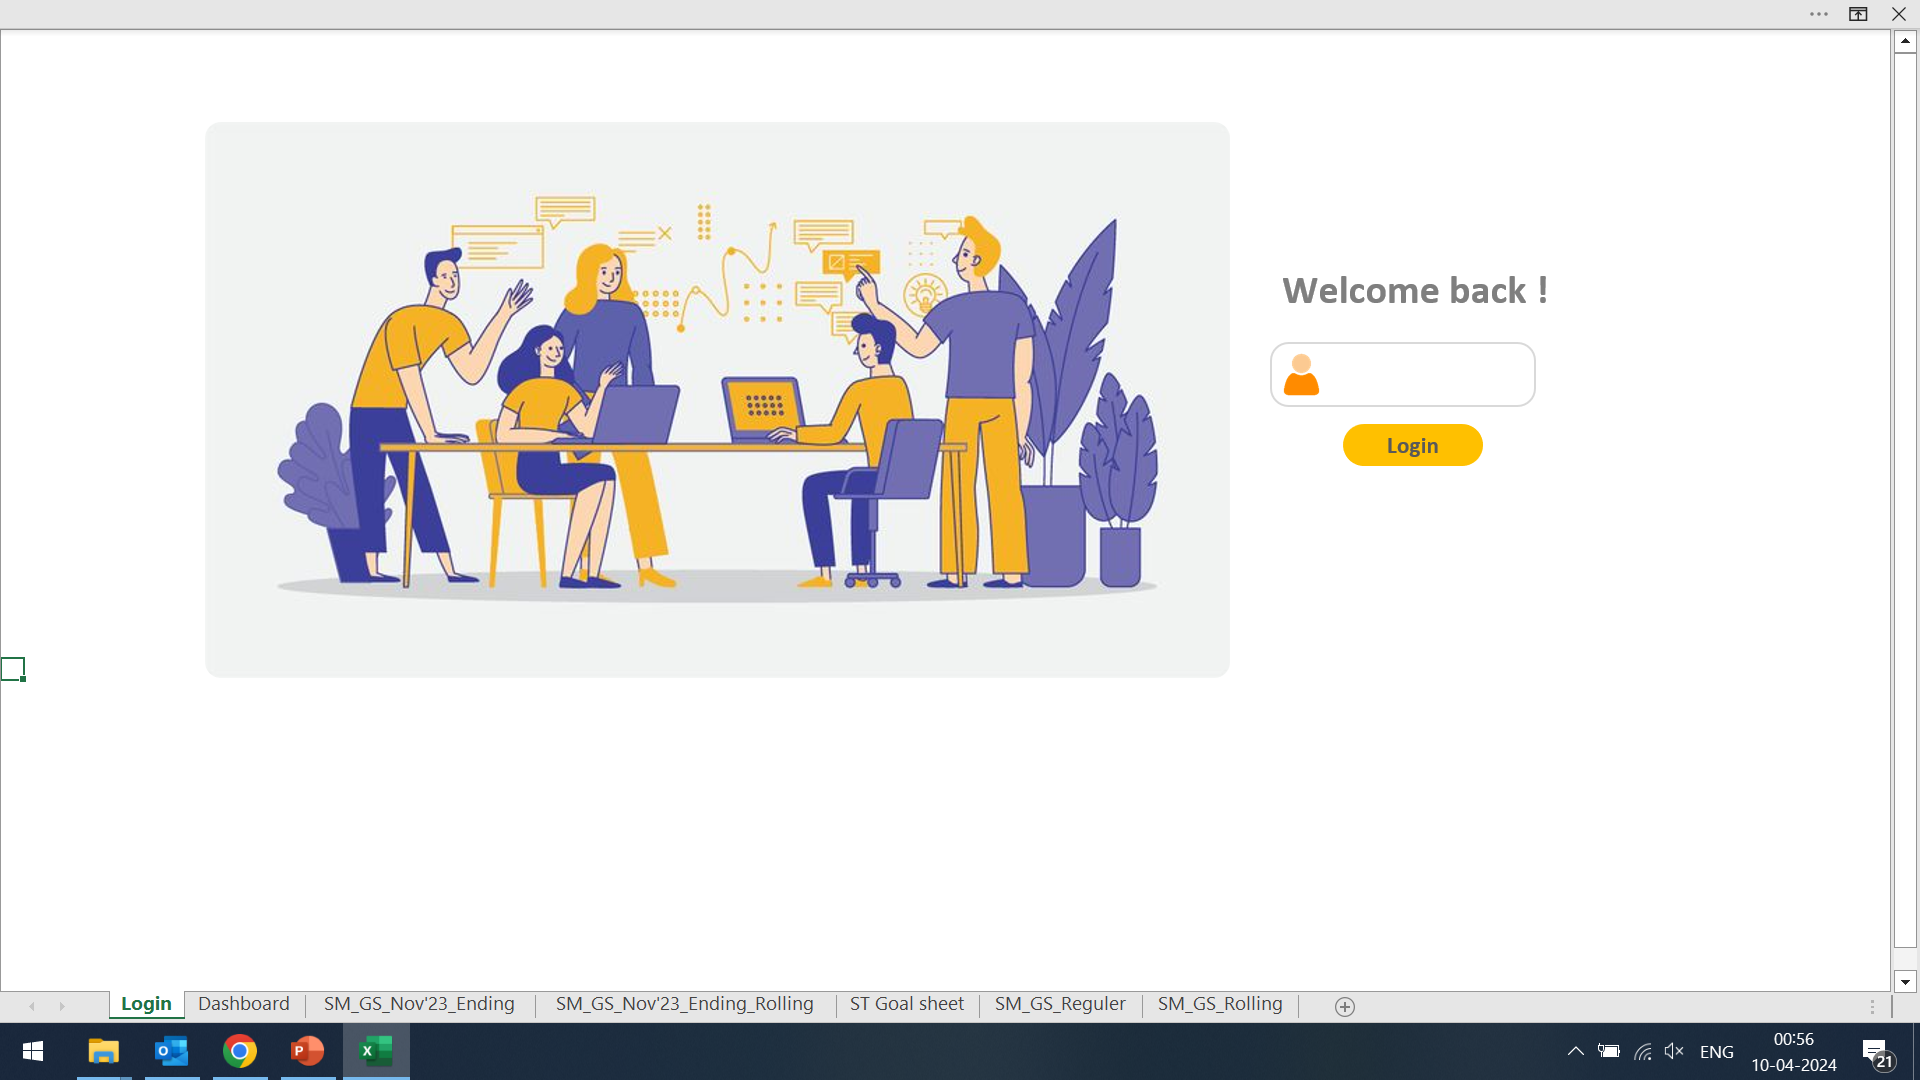 Welcome back !
Login
Login
Dashboard
SM_GS_Nov'23_Ending
SM_GS_Nov'23_Ending_Rolling
ST Goal sheet
SM_GS_Reguler
SM_GS_Rolling
ENG
00:56
10-04-2024
21